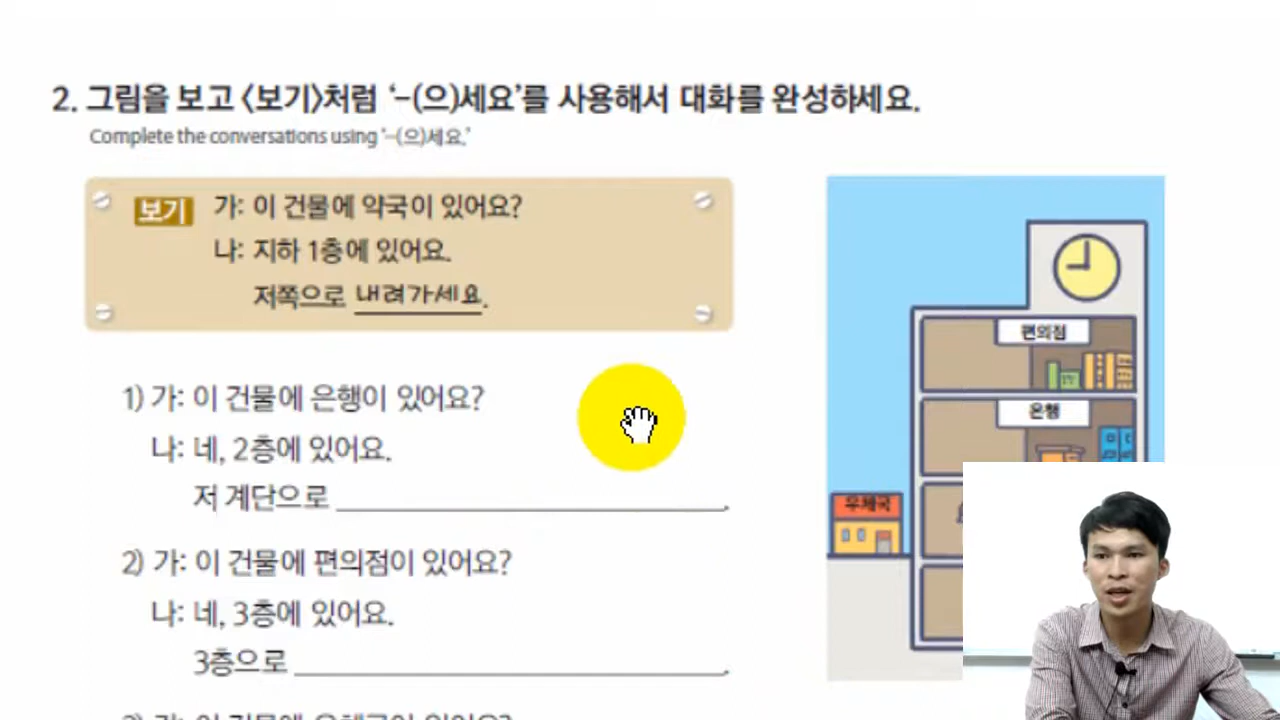 2. 그림을 보고 <보기>처럼 ‘-(으)세요’를 사용해서 대화를 완성하세요.
Complete the conversations using ‘-(으)세요.’
보기 가: 이 건물에 약국이 있어요?
나: 지하 1층에 있어요.
저쪽으로 내려가세요.
1) 가: 이 건물에 은행이 있어요?
나: 네, 2층에 있어요.
저 계단으로 .
2) 가: 이 건물에 편의점이 있어요?
나: 네, 3층에 있어요.
3층으로 .
편의점
은행
우체국